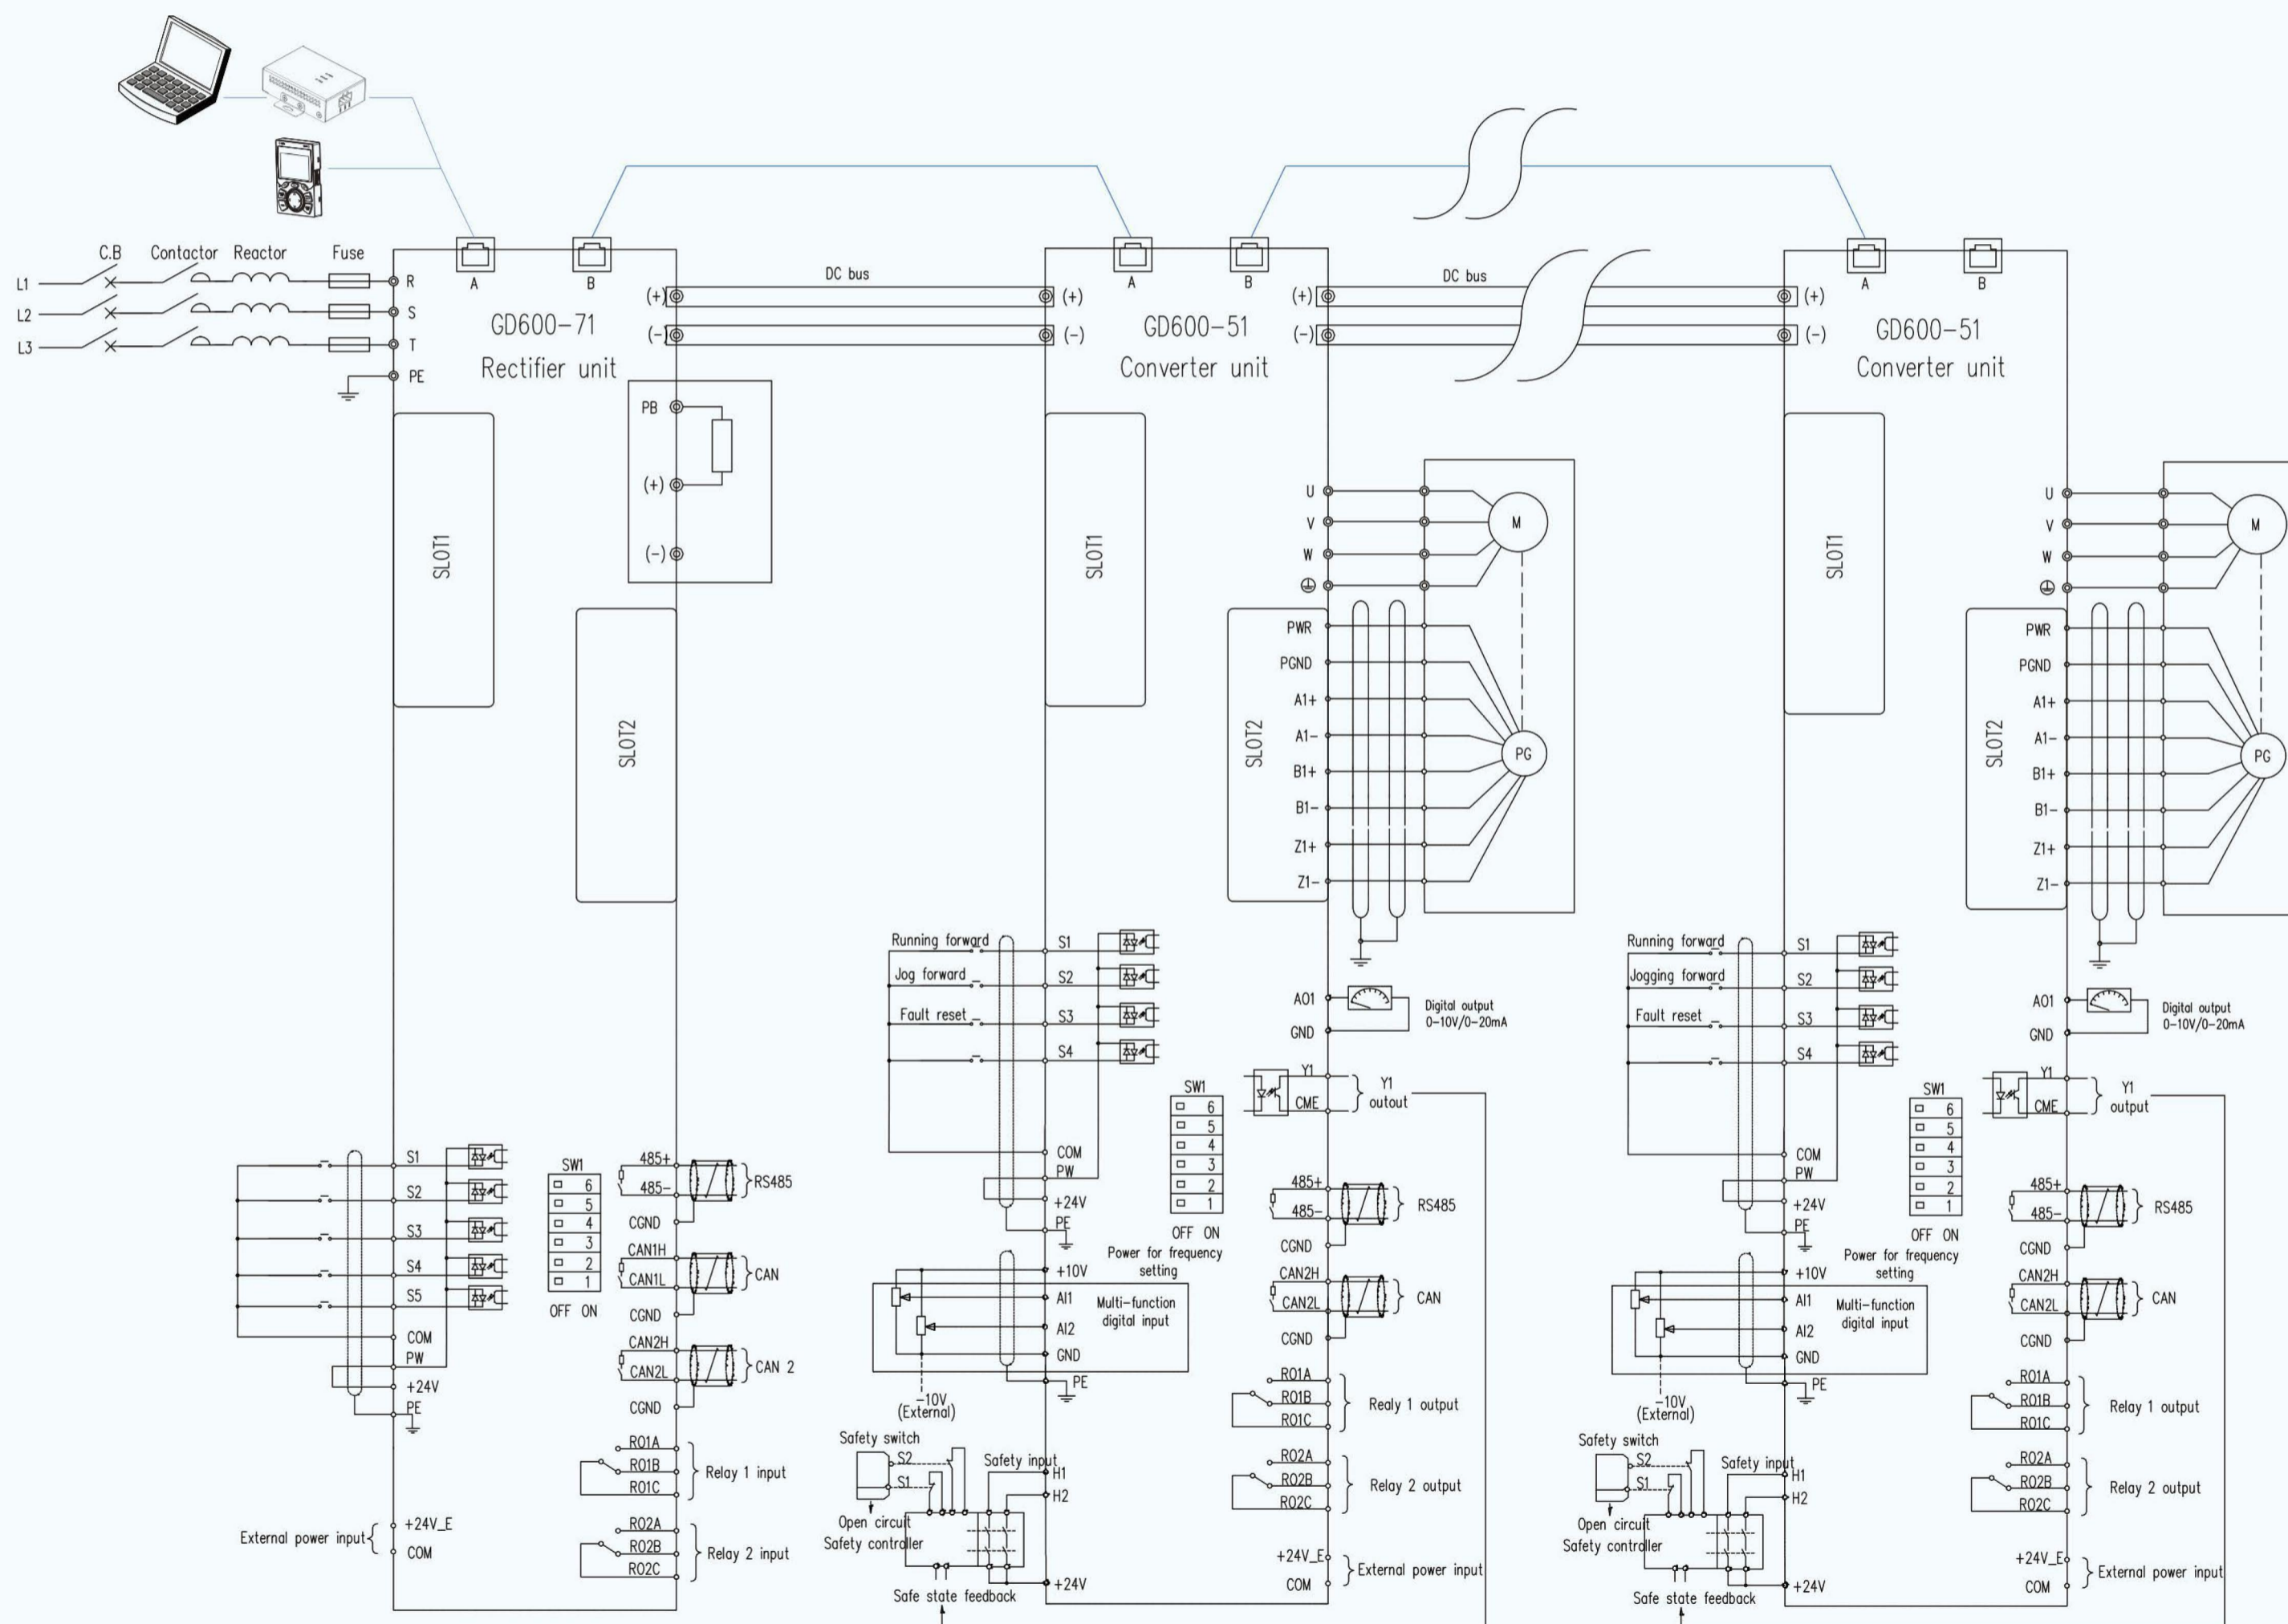 C.B
Contactor
Reactor
Fuse
L1
L2
L3
R
S
T
PE
A
B
GD600-71
Rectifier unit
(+)
(-)
DC bus
PB
(+)
(-)
SLOT1
SLOT2
S1
S2
S3
S4
S5
COM
PW
+24V
PE
SW1
6
5
4
3
2
1
OFF ON
485+
485-
CGND
RS485
CAN1H
CAN1L
CGND
CAN
CAN2H
CAN2L
CGND
CAN 2
RO1A
RO1B
RO1C
Relay 1 input
RO2A
RO2B
RO2C
Relay 2 input
External power input
+24V_E
COM
A
B
(+)
(-)
(+)
(-)
GD600-51
Converter unit
DC bus
SLOT1
U
V
W
M
SLOT2
PWR
PGND
A1+
A1-
B1+
B1-
Z1+
Z1-
PG
Running forward
S1
Jog forward
S2
Fault reset
S3
S4
COM
PW
+24V
PE
AO1
GND
Digital output
0-10V/0-20mA
Y1
CME
Y1
outout
SW1
6
5
4
3
2
1
OFF ON
Power for frequency
setting
+10V
AI1
AI2
GND
PE
Multi-function
digital input
-10V
(External)
485+
485-
CGND
RS485
CAN2H
CAN2L
CGND
CAN
RO1A
RO1B
RO1C
Realy 1 output
RO2A
RO2B
RO2C
Relay 2 output
Safety switch
S2
S1
Safety input
H1
H2
Open circuit
Safety controller
Safe state feedback
+24V
+24V_E
COM
External power input
A
B
(+)
(-)
GD600-51
Converter unit
SLOT1
U
V
W
M
SLOT2
PWR
PGND
A1+
A1-
B1+
B1-
Z1+
Z1-
PG
Running forward
S1
Jogging forward
S2
Fault reset
S3
S4
COM
PW
+24V
PE
AO1
GND
Digital output
0-10V/0-20mA
Y1
CME
Y1
output
SW1
6
5
4
3
2
1
OFF ON
Power for frequency
setting
+10V
AI1
AI2
GND
PE
Multi-function
digital input
-10V
(External)
485+
485-
CGND
RS485
CAN2H
CAN2L
CGND
CAN
RO1A
RO1B
RO1C
Relay 1 output
RO2A
RO2B
RO2C
Relay 2 output
Safety switch
S2
S1
Safety input
H1
H2
Open circuit
Safety controller
Safe state feedback
+24V
+24V_E
COM
External power input